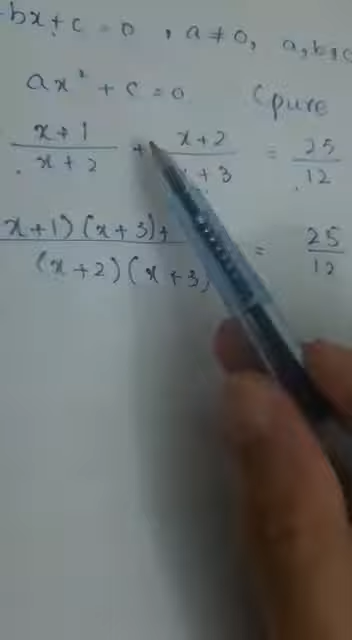 bx + c = 0 , a ≠ 0, a, b, c
ax² + c = 0 (pure
x+1 / x+2 + x+2 / x+3 = 25 / 12
x+1) (x+3) + / (x+2) (x+3) = 25 / 12